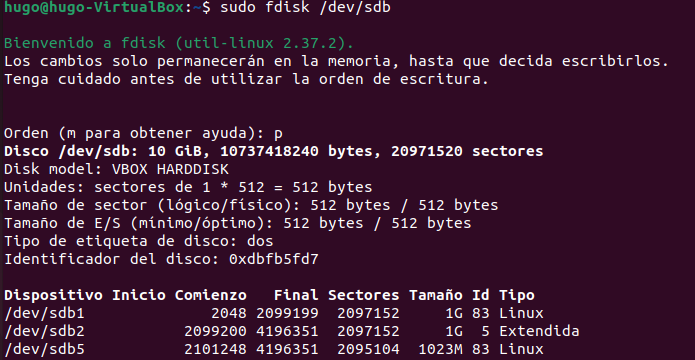 hugo@hugo-VirtualBox:~$ sudo fdisk /dev/sdb
Bienvenido a fdisk (util-linux 2.37.2).
Los cambios solo permanecerán en la memoria, hasta que decida escribirlos.
Tenga cuidado antes de utilizar la orden de escritura.
Orden (m para obtener ayuda): p
Disco /dev/sdb: 10 GiB, 10737418240 bytes, 20971520 sectores
Disk model: VBOX HARDDISK
Unidades: sectores de 1 * 512 = 512 bytes
Tamaño de sector (lógico/físico): 512 bytes / 512 bytes
Tamaño de E/S (mínimo/óptimo): 512 bytes / 512 bytes
Tipo de etiqueta de disco: dos
Identificador del disco: 0xdbfb5fd7
Dispositivo Inicio Comienzo   Final Sectores Tamaño Id Tipo
/dev/sdb1              2048 2099199  2097152     1G 83 Linux
/dev/sdb2           2099200 4196351  2097152     1G  5 Extendida
/dev/sdb5           2101248 4196351  2095104  1023M 83 Linux